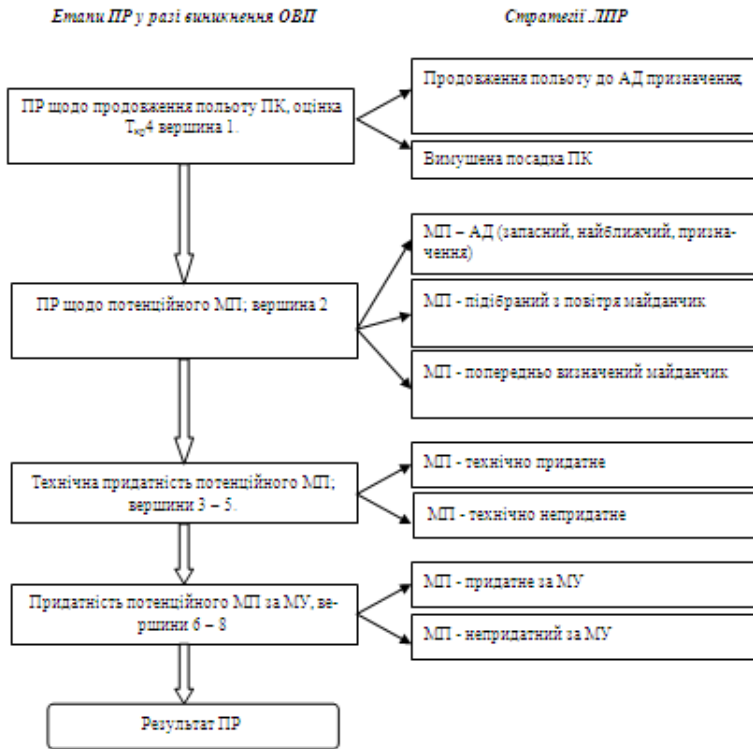 Етапи ПР у разі виникнення ОВП
Стратегії ЛПР
ПР щодо продовження польоту ПК, оцінка
Ткр4 вершина 1.
Продовження польоту до АД призначення,
Вимушена посадка ПК
ПР щодо потенційного МП; вершина 2
МП – АД (запасний, найближчий, призна-
чення)
МП - підібраний з повітря майданчик
МП - попередньо визначений майданчик
Технічна придатність потенційного МП;
вершини 3 – 5.
МП - технічно придатне
МП - технічно непридатне
Придатність потенційного МП за МУ, ве-
ршини 6 – 8
МП - придатне за МУ
МП - непридатний за МУ
Результат ПР